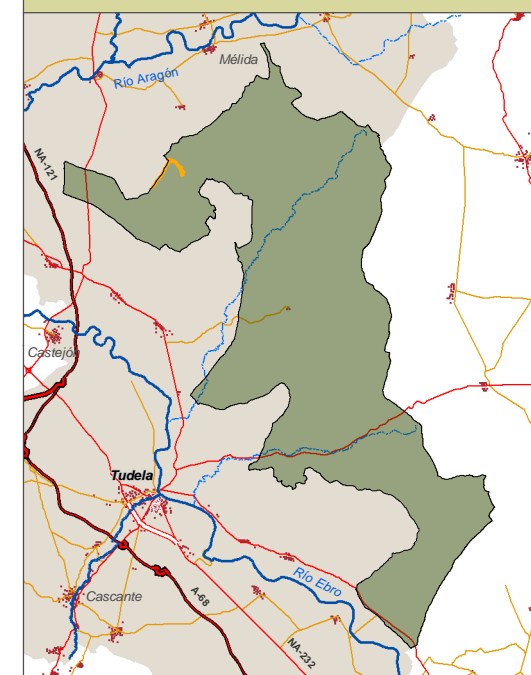 Mélida
Río Aragón
NA-121
Castejón
Tudela
Río Ebro
Cascante
A-68
NA-232